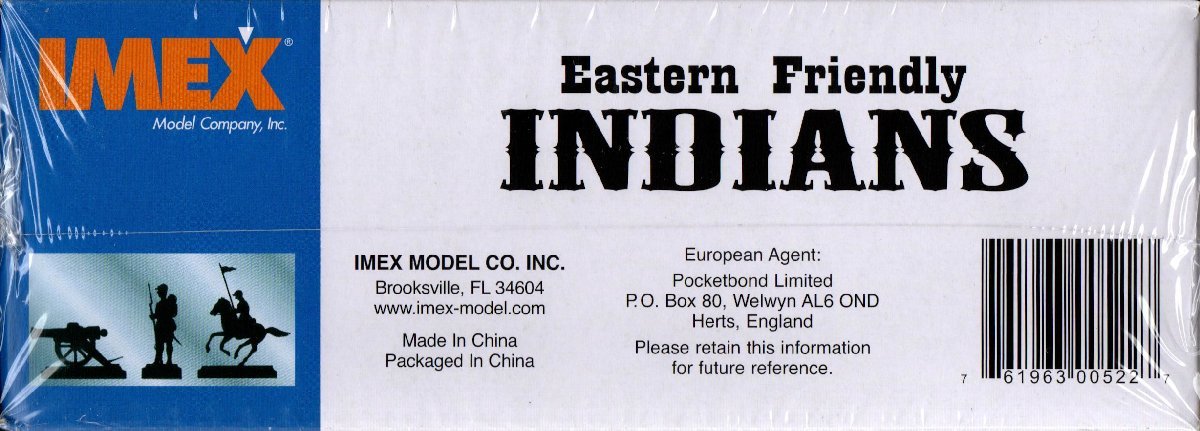 IMEX®
Model Company, Inc.
Eastern Friendly
INDIANS
IMEX MODEL CO. INC.
Brooksville, FL 34604
www.imex-model.com
Made In China
Packaged In China
European Agent:
Pocketbond Limited
P.O. Box 80, Welwyn AL6 OND
Herts, England
Please retain this information
for future reference.
7 61963 00522 7